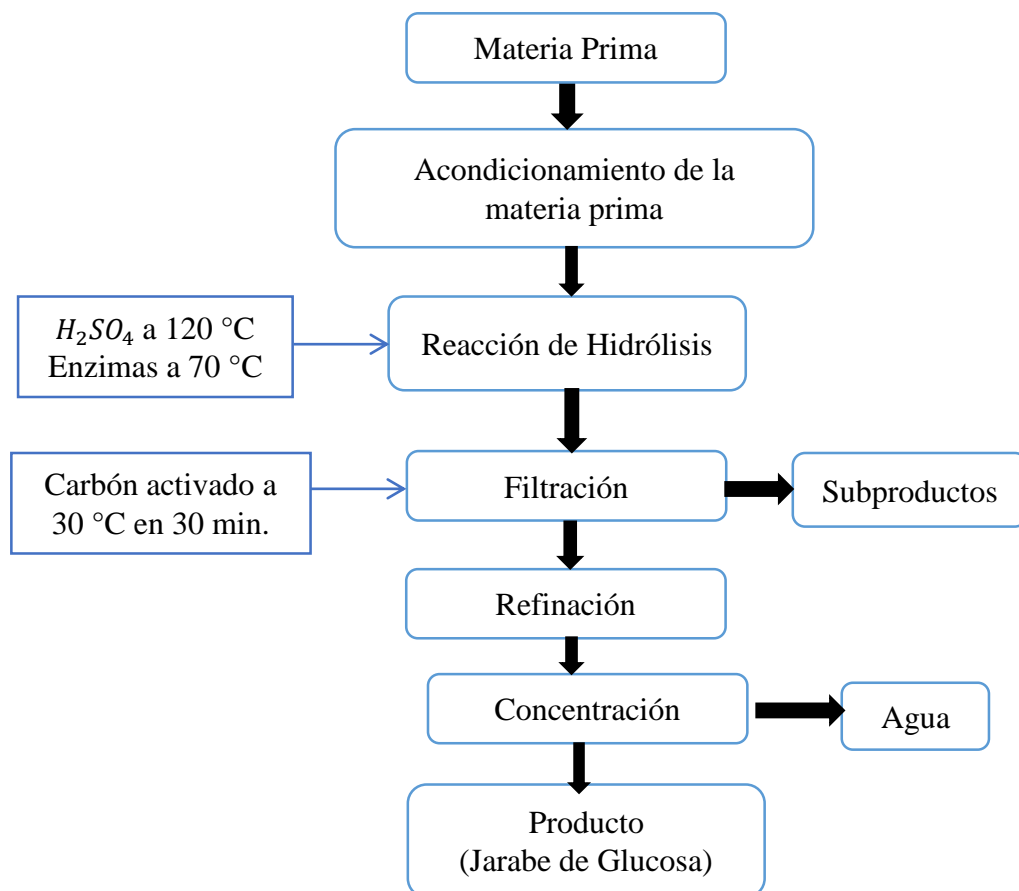 Materia Prima
Acondicionamiento de la
materia prima
H₂SO₄ a 120 °C
Enzimas a 70 °C
Reacción de Hidrólisis
Carbón activado a
30 °C en 30 min.
Filtración
Subproductos
Refinación
Concentración
Agua
Producto
(Jarabe de Glucosa)